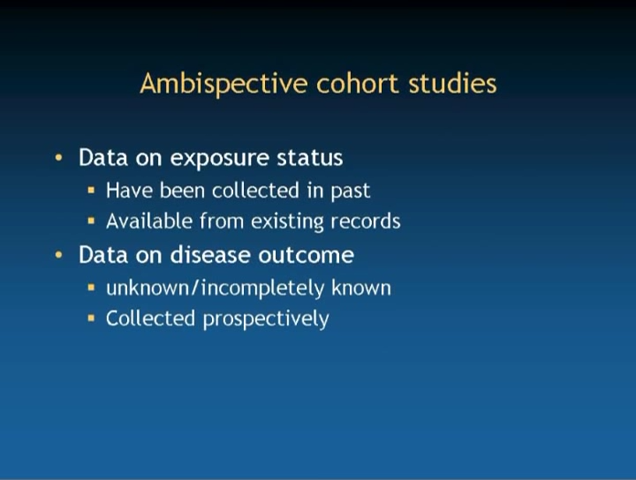 Ambispective cohort studies
• Data on exposure status
▪ Have been collected in past
▪ Available from existing records
• Data on disease outcome
▪ unknown/incompletely known
▪ Collected prospectively